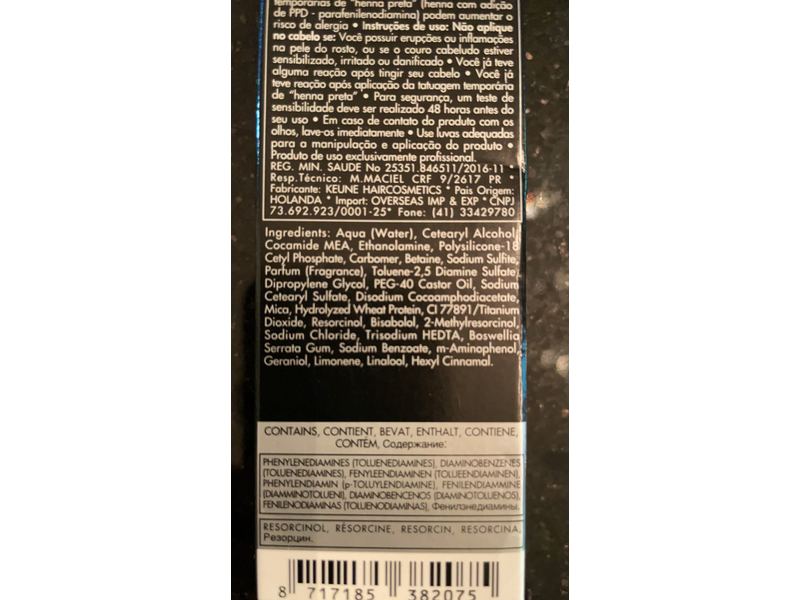 temporárias de "henna preta" (henna com adição
de PPD - parafenilenodiamina) podem aumentar o
risco de alergia • Instruções de uso: Não aplique
no cabelo se: Você possuir erupções ou inflamações
na pele do rosto, ou se o couro cabeludo estiver
sensibilizado, irritado ou danificado • Você já teve
alguma reação após tingir seu cabelo • Você já
teve reação após aplicação da tatuagem temporária
de "henna preta" • Para segurança, um teste de
sensibilidade deve ser realizado 48 horas antes do
seu uso • Em caso de contato do produto com os
olhos, lave-os imediatamente • Use luvas adequadas
para a manipulação e aplicação do produto •
Produto de uso exclusivamente profissional.
REG. MIN. SAUDE No 25351.846511/2016-11 *
Resp.Técnico: M.MACIEL CRF 9/2617 PR *
Fabricante: KEUNE HAIRCOSMETICS * Pais Origem:
HOLANDA * Import: OVERSEAS IMP & EXP * CNPJ
73.692.923/0001-25* Fone: (41) 33429780
Ingredients: Aqua (Water), Cetearyl Alcohol,
Cocamide MEA, Ethanolamine, Polysilicone-18
Cetyl Phosphate, Carbomer, Betaine, Sodium Sulfite,
Parfum (Fragrance), Toluene-2,5 Diamine Sulfate,
Dipropylene Glycol, PEG-40 Castor Oil, Sodium
Cetearyl Sulfate, Disodium Cocoamphodiacetate,
Mica, Hydrolyzed Wheat Protein, CI 77891/Titanium
Dioxide, Resorcinol, Bisabolol, 2-Methylresorcinol,
Sodium Chloride, Trisodium HEDTA, Boswellia
Serrata Gum, Sodium Benzoate, m-Aminophenol,
Geraniol, Limonene, Linalool, Hexyl Cinnamal.
CONTAINS, CONTIENT, BEVAT, ENTHALT, CONTIENE,
CONTÉM, Содержание:
PHENYLENEDIAMINES (TOLUENEDIAMINES), DIAMINOBENZENES
(TOLUENEDIAMINES), FENYLEENDIAMINEN (TOLUEENDIAMINEN),
PHENYLENDIAMIN (p-TOLUYLENDIAMINE), FENILENDIAMMINE
(DIAMMINOTOLUENI), DIAMINOBENCENOS (DIAMINOTOLUENOS),
FENILENODIAMINAS (TOLUENODIAMINAS), Фенилэнедиамины.
RESORCINOL, RÉSORCINE, RESORCIN, RESORCINA,
Резорцин.
8 717185 382075